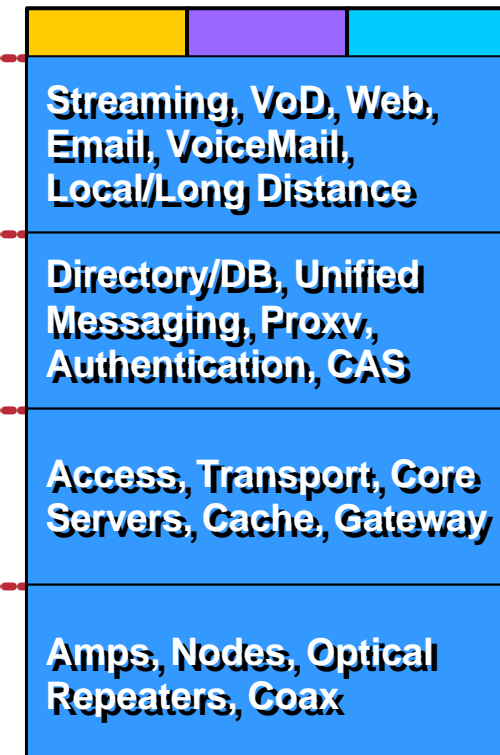 Streaming, VoD, Web,
Email, VoiceMail,
Local/Long Distance
Directory/DB, Unified
Messaging, Proxv,
Authentication, CAS
Access, Transport, Core
Servers, Cache, Gateway
Amps, Nodes, Optical
Repeaters, Coax